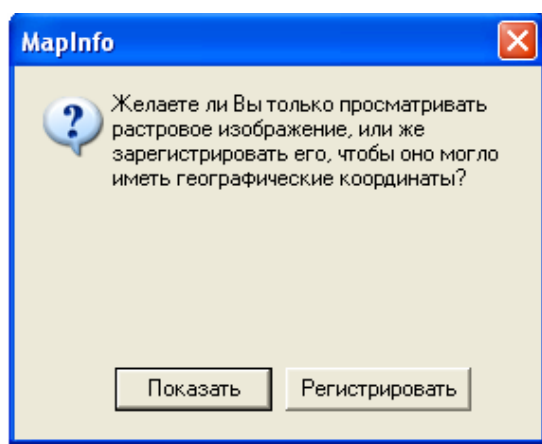 MapInfo
Желаете ли Вы только просматривать
растровое изображение, или же
зарегистрировать его, чтобы оно могло
иметь географические координаты?
Показать
Регистрировать